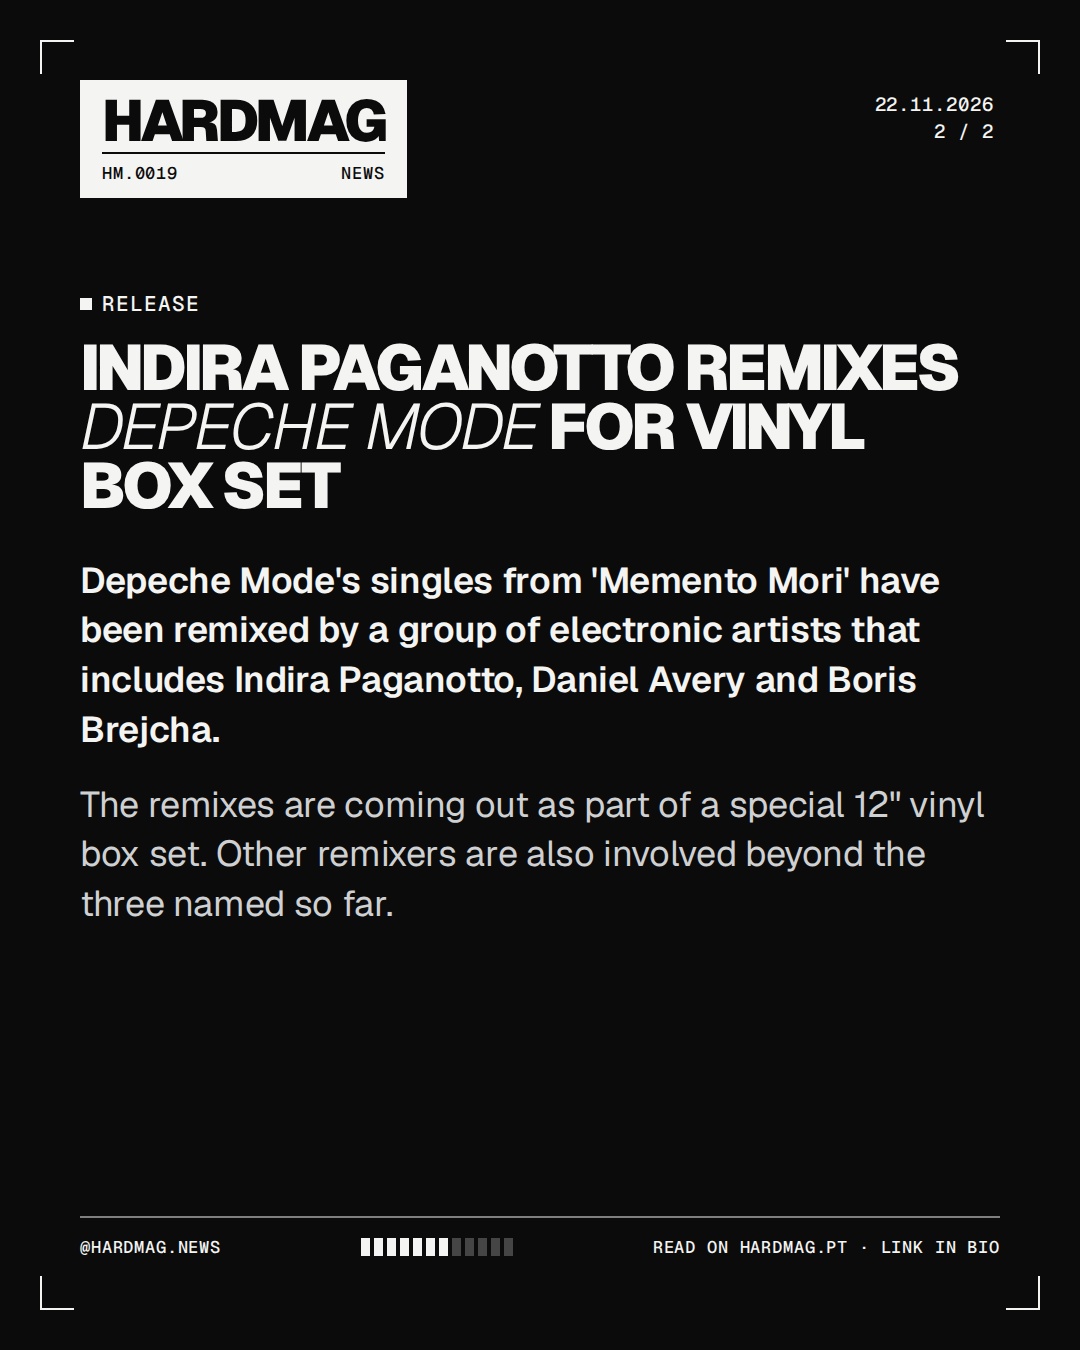 HARDMAG
HM.0019 NEWS
22.11.2026
2 / 2
RELEASE
INDIRA PAGANOTTO REMIXES
DEPECHE MODE FOR VINYL
BOX SET
Depeche Mode's singles from 'Memento Mori' have
been remixed by a group of electronic artists that
includes Indira Paganotto, Daniel Avery and Boris
Brejcha.
The remixes are coming out as part of a special 12" vinyl
box set. Other remixers are also involved beyond the
three named so far.
@HARDMAG.NEWS
READ ON HARDMAG.PT · LINK IN BIO